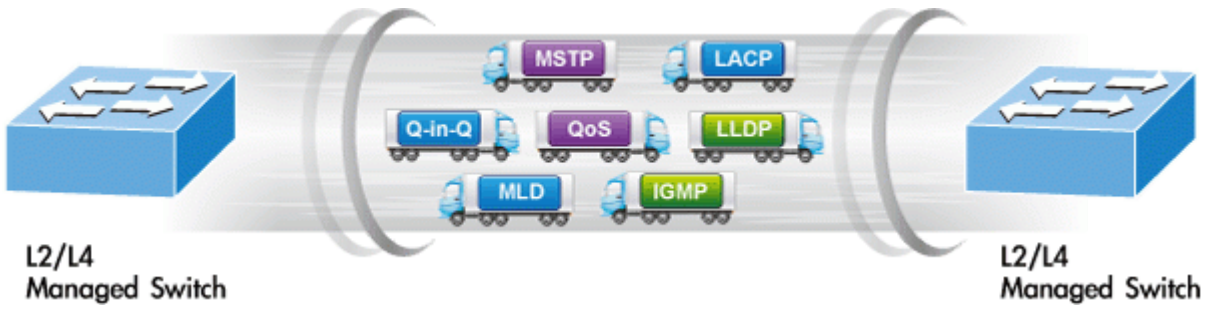 MSTP
LACP
Q-in-Q
QoS
LLDP
MLD
IGMP
L2/L4
Managed Switch
L2/L4
Managed Switch